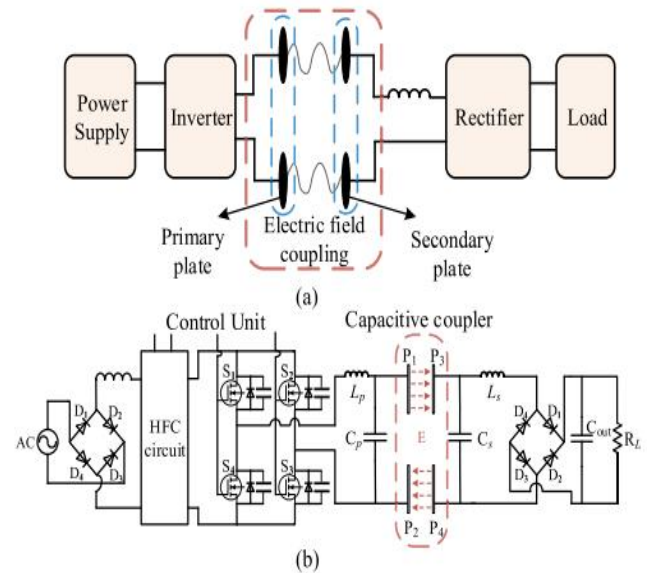 Power
Supply
Inverter
Rectifier
Load
Primary
plate
Electric field
coupling
Secondary
plate
(a)
Control Unit
Capacitive coupler
AC
D1
D2
D4
D3
HFC
circuit
S1
S2
S4
S3
Lp
Cp
P1
P3
E
P2
P4
Ls
Cs
D4
D1
D3
D2
Cout
RL
(b)